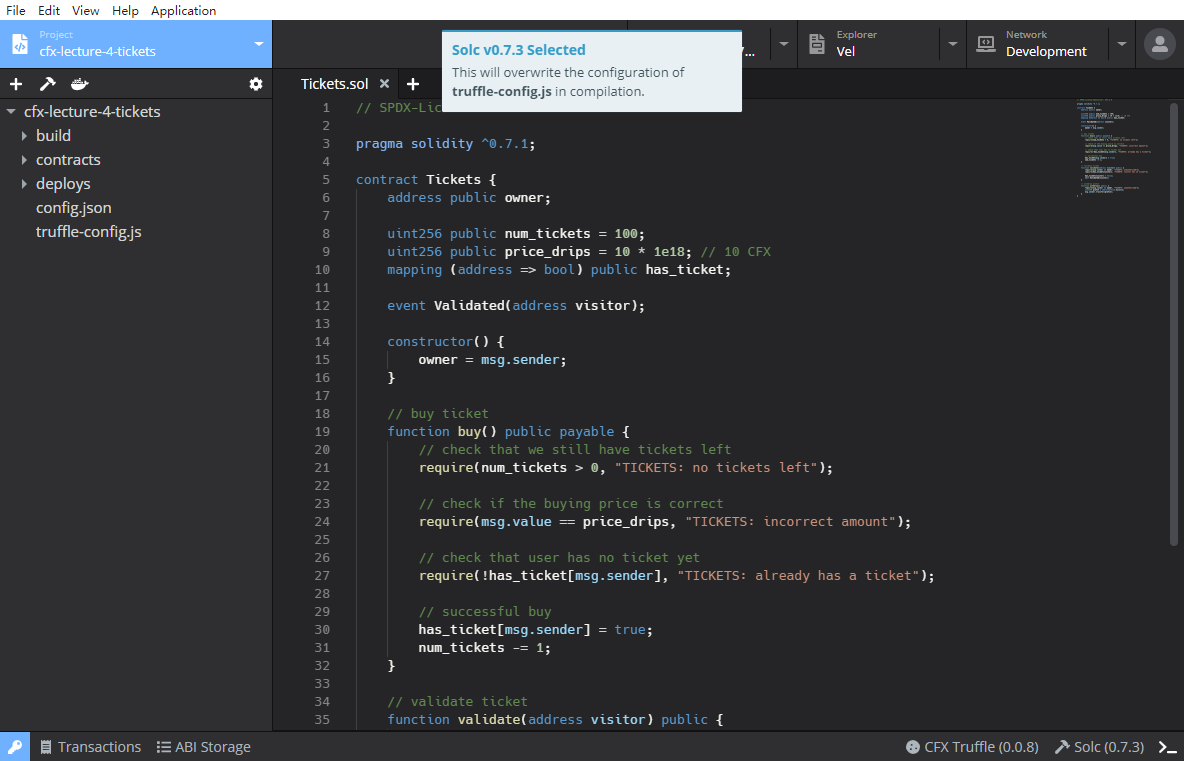 File Edit View Help Application
Project
cfx-lecture-4-tickets
Explorer
Vel
Network
Development
Solc v0.7.3 Selected
This will overwrite the configuration of
truffle-config.js in compilation.
Tickets.sol
cfx-lecture-4-tickets
build
contracts
deploys
config.json
truffle-config.js
1 // SPDX-Lic
2
3 pragma solidity ^0.7.1;
4
5 contract Tickets {
6 address public owner;
7
8 uint256 public num_tickets = 100;
9 uint256 public price_drips = 10 * 1e18; // 10 CFX
10 mapping (address => bool) public has_ticket;
11
12 event Validated(address visitor);
13
14 constructor() {
15 owner = msg.sender;
16 }
17
18 // buy ticket
19 function buy() public payable {
20 // check that we still have tickets left
21 require(num_tickets > 0, "TICKETS: no tickets left");
22
23 // check if the buying price is correct
24 require(msg.value == price_drips, "TICKETS: incorrect amount");
25
26 // check that user has no ticket yet
27 require(!has_ticket[msg.sender], "TICKETS: already has a ticket");
28
29 // successful buy
30 has_ticket[msg.sender] = true;
31 num_tickets -= 1;
32 }
33
34 // validate ticket
35 function validate(address visitor) public {
Transactions ABI Storage CFX Truffle (0.0.8) Solc (0.7.3)